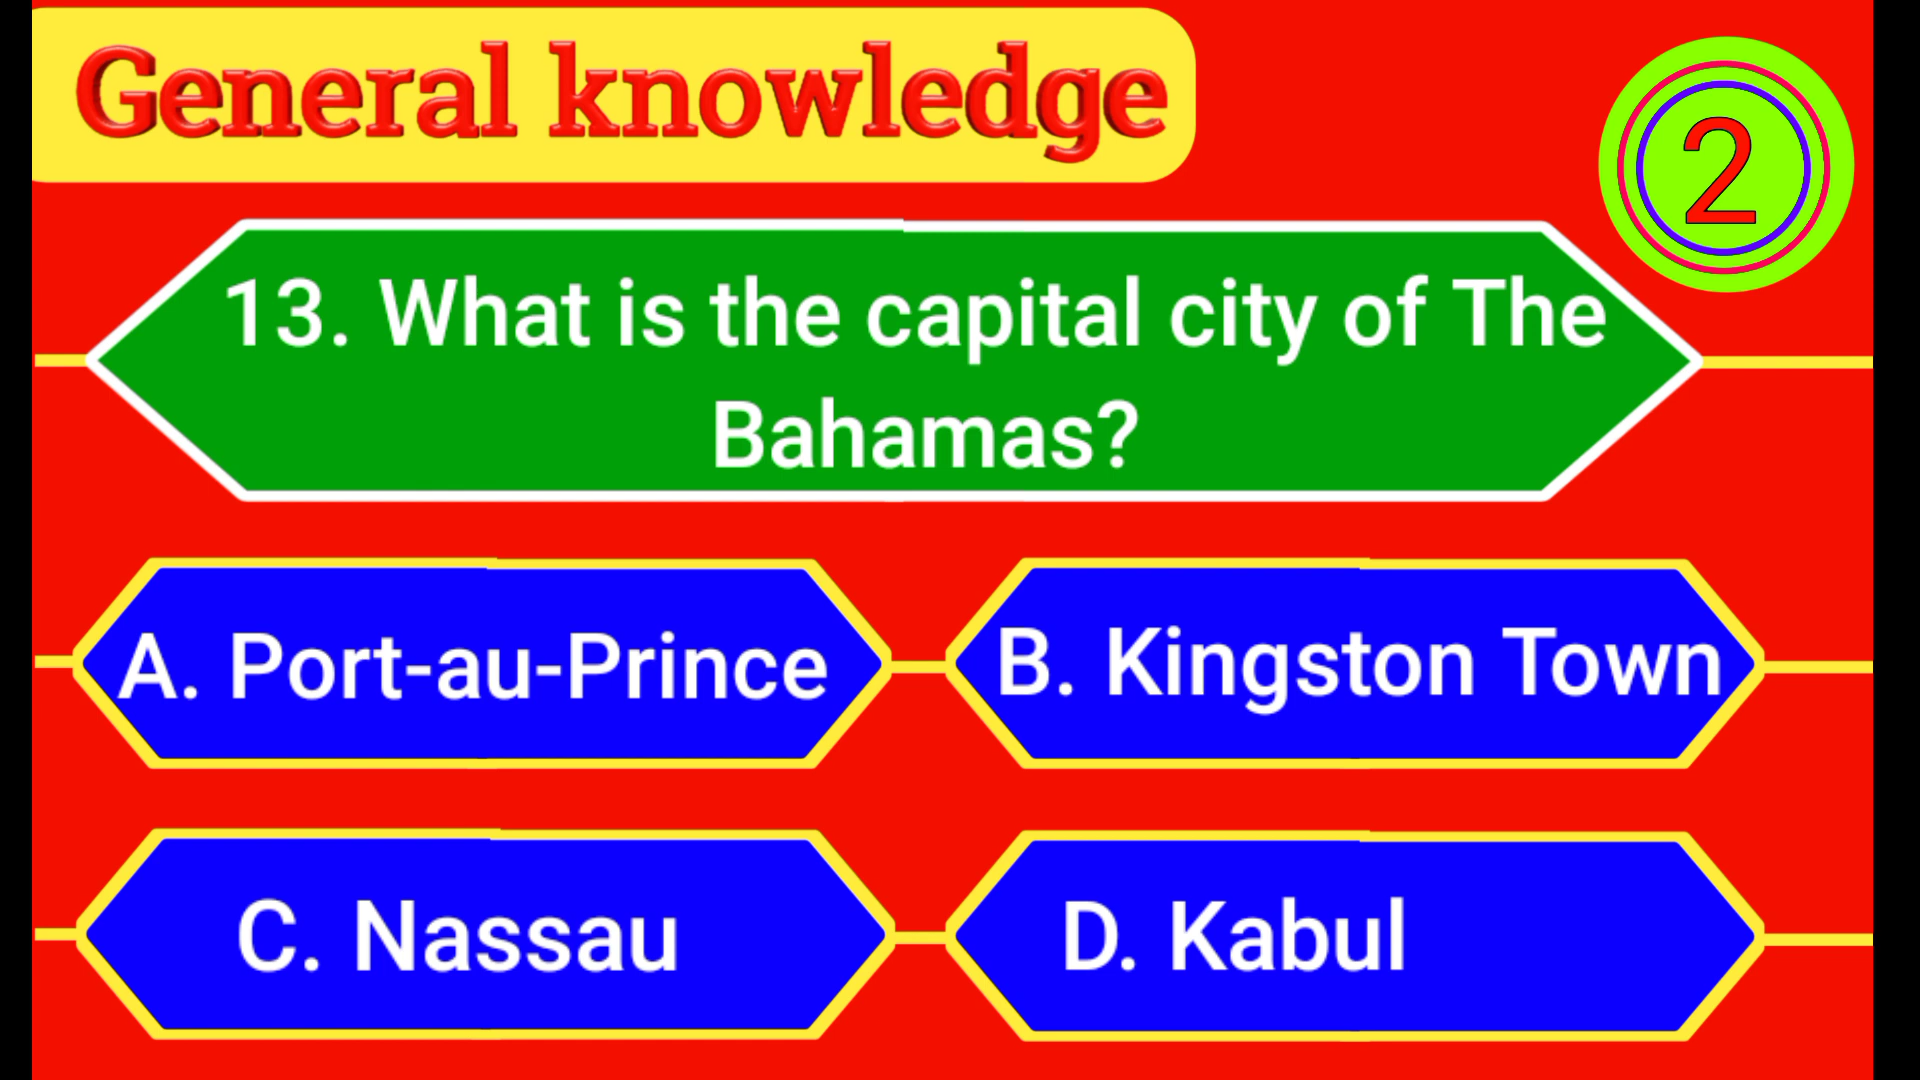 General knowledge
2
13. What is the capital city of The
Bahamas?
A. Port-au-Prince
B. Kingston Town
C. Nassau
D. Kabul